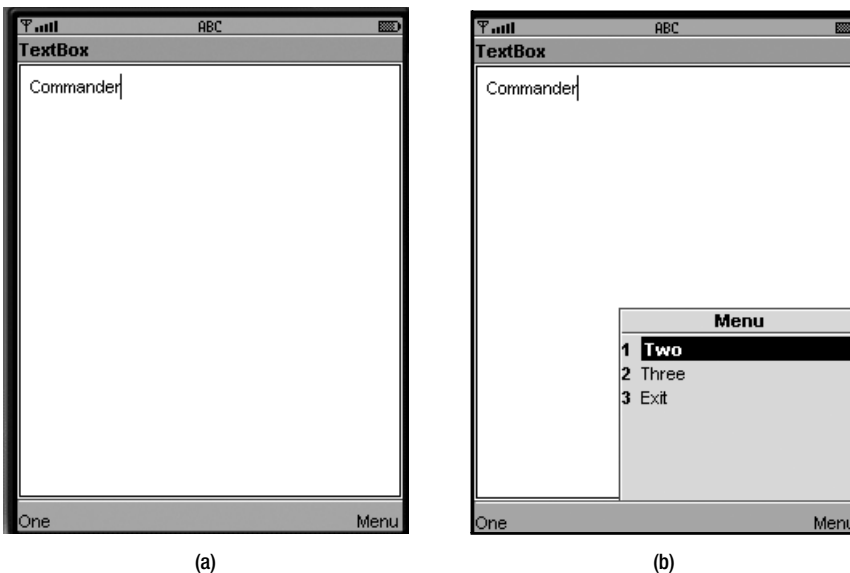 ABC
TextBox
Commander
One Menu
(a)
ABC
TextBox
Commander
Menu
1 Two
2 Three
3 Exit
One Menu
(b)